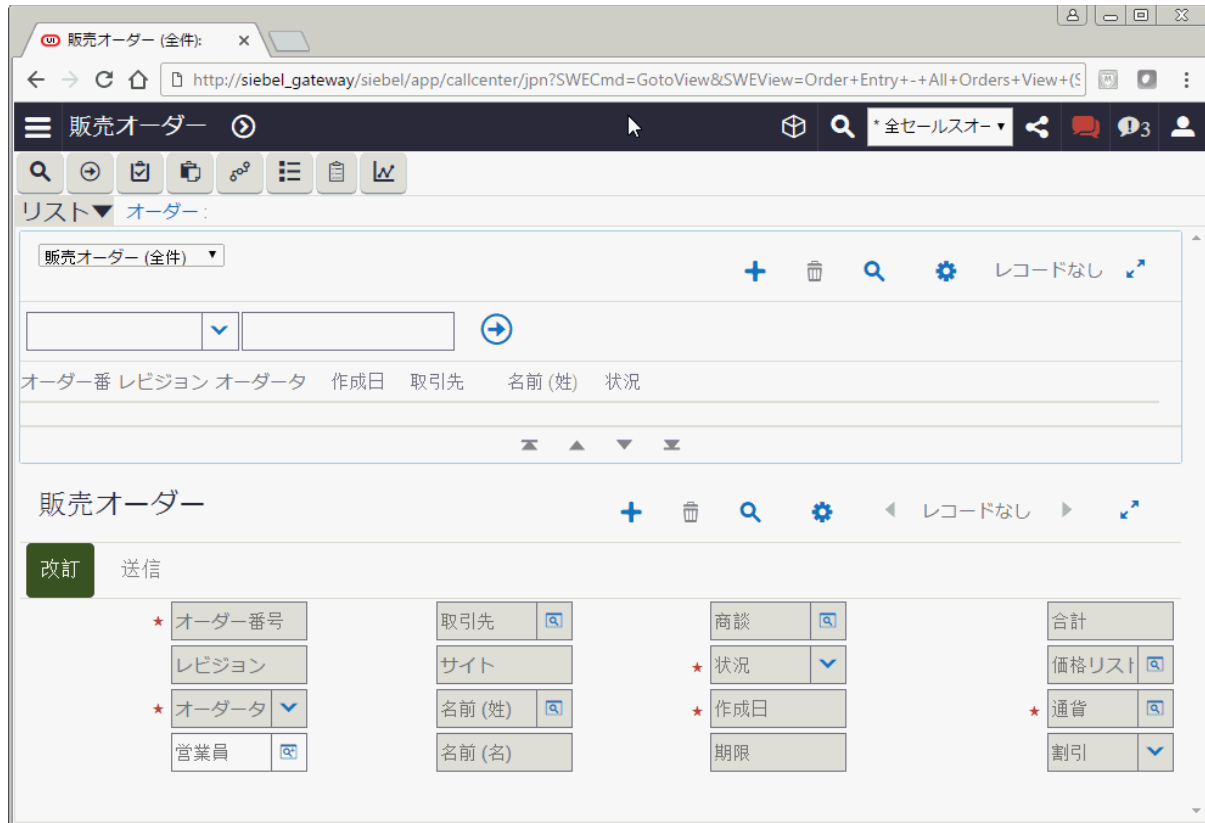 販売オーダー (全件):
http://siebel_gateway/siebel/app/callcenter/jpn?SWECmd=GotoView&SWEView=Order+Entry+-+All+Orders+View+(S
販売オーダー
* 全セールスオー
3
リスト オーダー :
販売オーダー (全件)
レコードなし
オーダー番 レビジョン オーダータ 作成日 取引先 名前 (姓) 状況
販売オーダー
レコードなし
改訂 送信
* オーダー番号 取引先 商談 合計
レビジョン サイト * 状況 価格リスト
* オーダータ 名前 (姓) * 作成日 * 通貨
営業員 名前 (名) 期限 割引